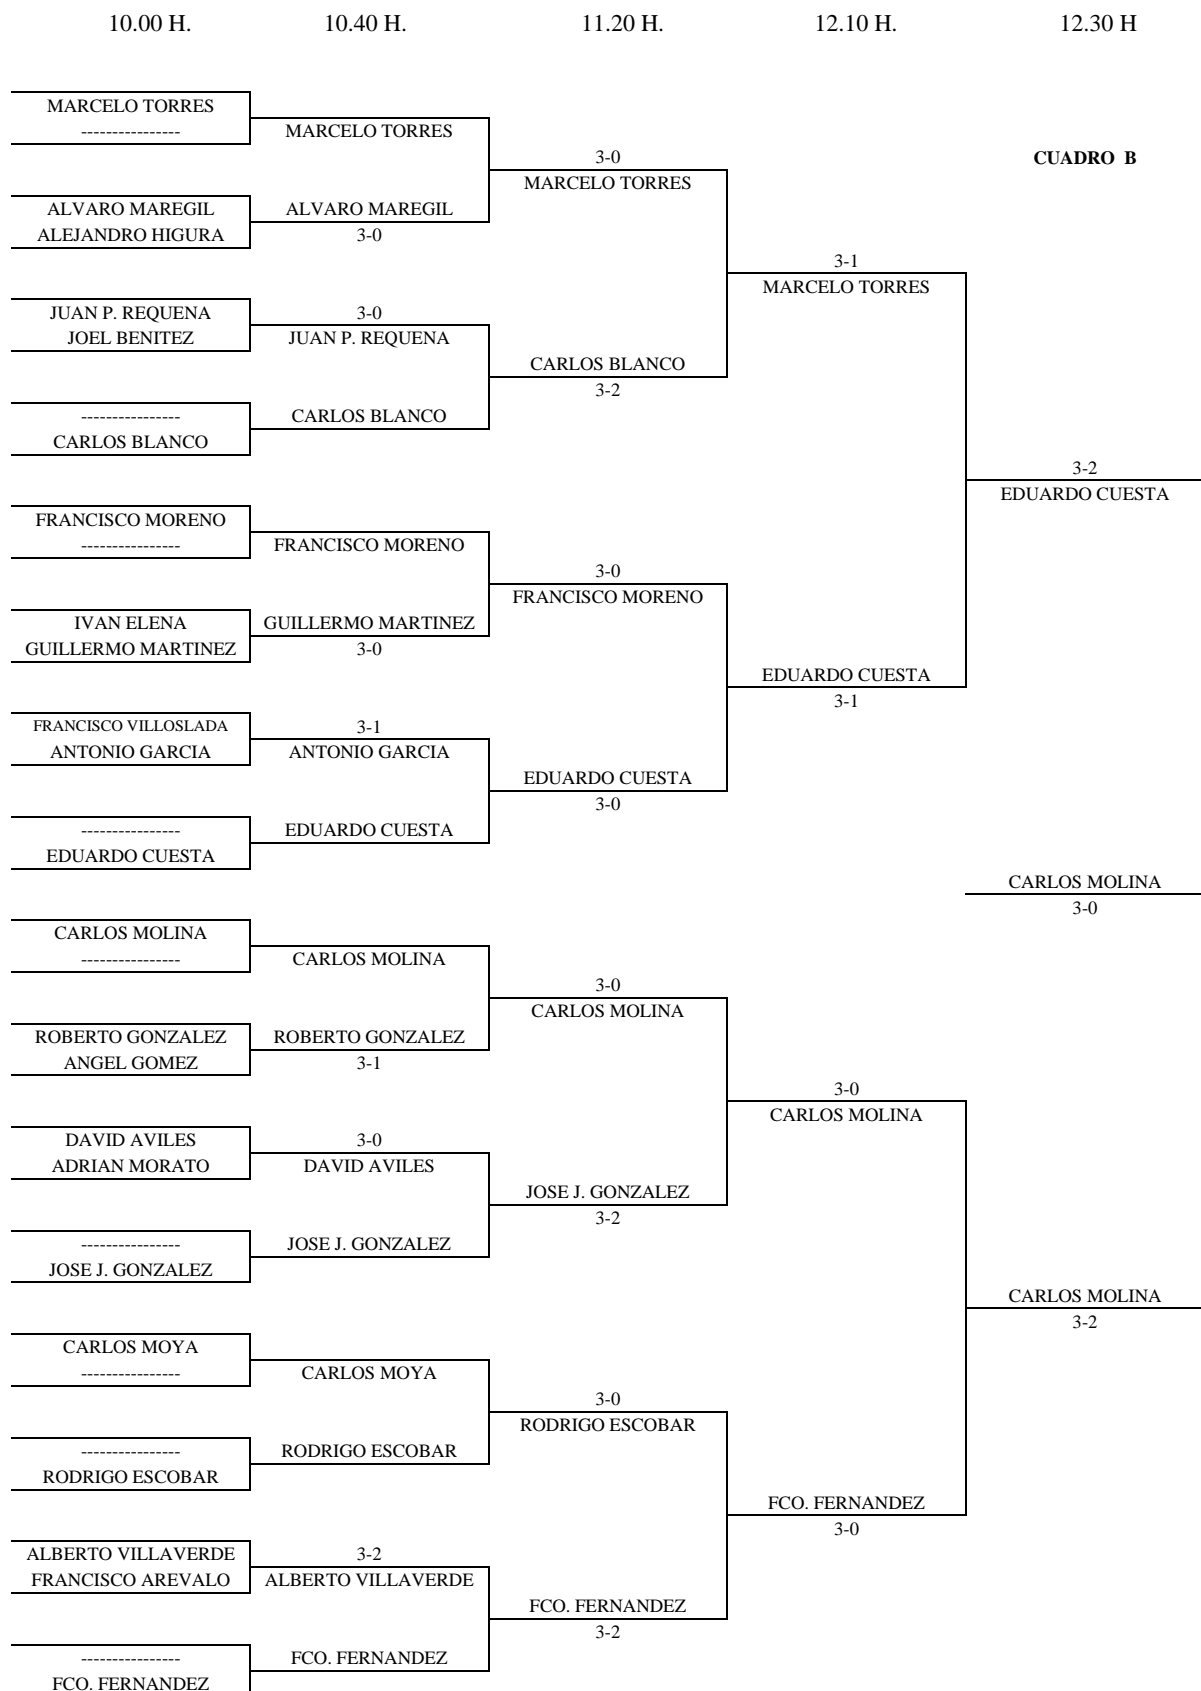 10.00 H. 10.40 H. 11.20 H. 12.10 H. 12.30 H
MARCELO TORRES
----------------
MARCELO TORRES
3-0
CUADRO B
MARCELO TORRES
ALVARO MAREGIL ALVARO MAREGIL
ALEJANDRO HIGURA 3-0
3-1
MARCELO TORRES
JUAN P. REQUENA 3-0
JOEL BENITEZ JUAN P. REQUENA
CARLOS BLANCO
3-2
---------------- CARLOS BLANCO
CARLOS BLANCO
3-2
EDUARDO CUESTA
FRANCISCO MORENO
---------------- FRANCISCO MORENO
3-0
FRANCISCO MORENO
IVAN ELENA GUILLERMO MARTINEZ
GUILLERMO MARTINEZ 3-0
EDUARDO CUESTA
3-1
FRANCISCO VILLOSLADA 3-1
ANTONIO GARCIA ANTONIO GARCIA
EDUARDO CUESTA
3-0
---------------- EDUARDO CUESTA
EDUARDO CUESTA
CARLOS MOLINA
3-0
CARLOS MOLINA
---------------- CARLOS MOLINA
3-0
CARLOS MOLINA
ROBERTO GONZALEZ ROBERTO GONZALEZ
ANGEL GOMEZ 3-1
3-0
CARLOS MOLINA
DAVID AVILES 3-0
ADRIAN MORATO DAVID AVILES
JOSE J. GONZALEZ
3-2
---------------- JOSE J. GONZALEZ
JOSE J. GONZALEZ
CARLOS MOLINA
3-2
CARLOS MOYA
---------------- CARLOS MOYA
3-0
RODRIGO ESCOBAR
---------------- RODRIGO ESCOBAR
RODRIGO ESCOBAR
FCO. FERNANDEZ
3-0
ALBERTO VILLAVERDE 3-2
FRANCISCO AREVALO ALBERTO VILLAVERDE
FCO. FERNANDEZ
3-2
---------------- FCO. FERNANDEZ
FCO. FERNANDEZ